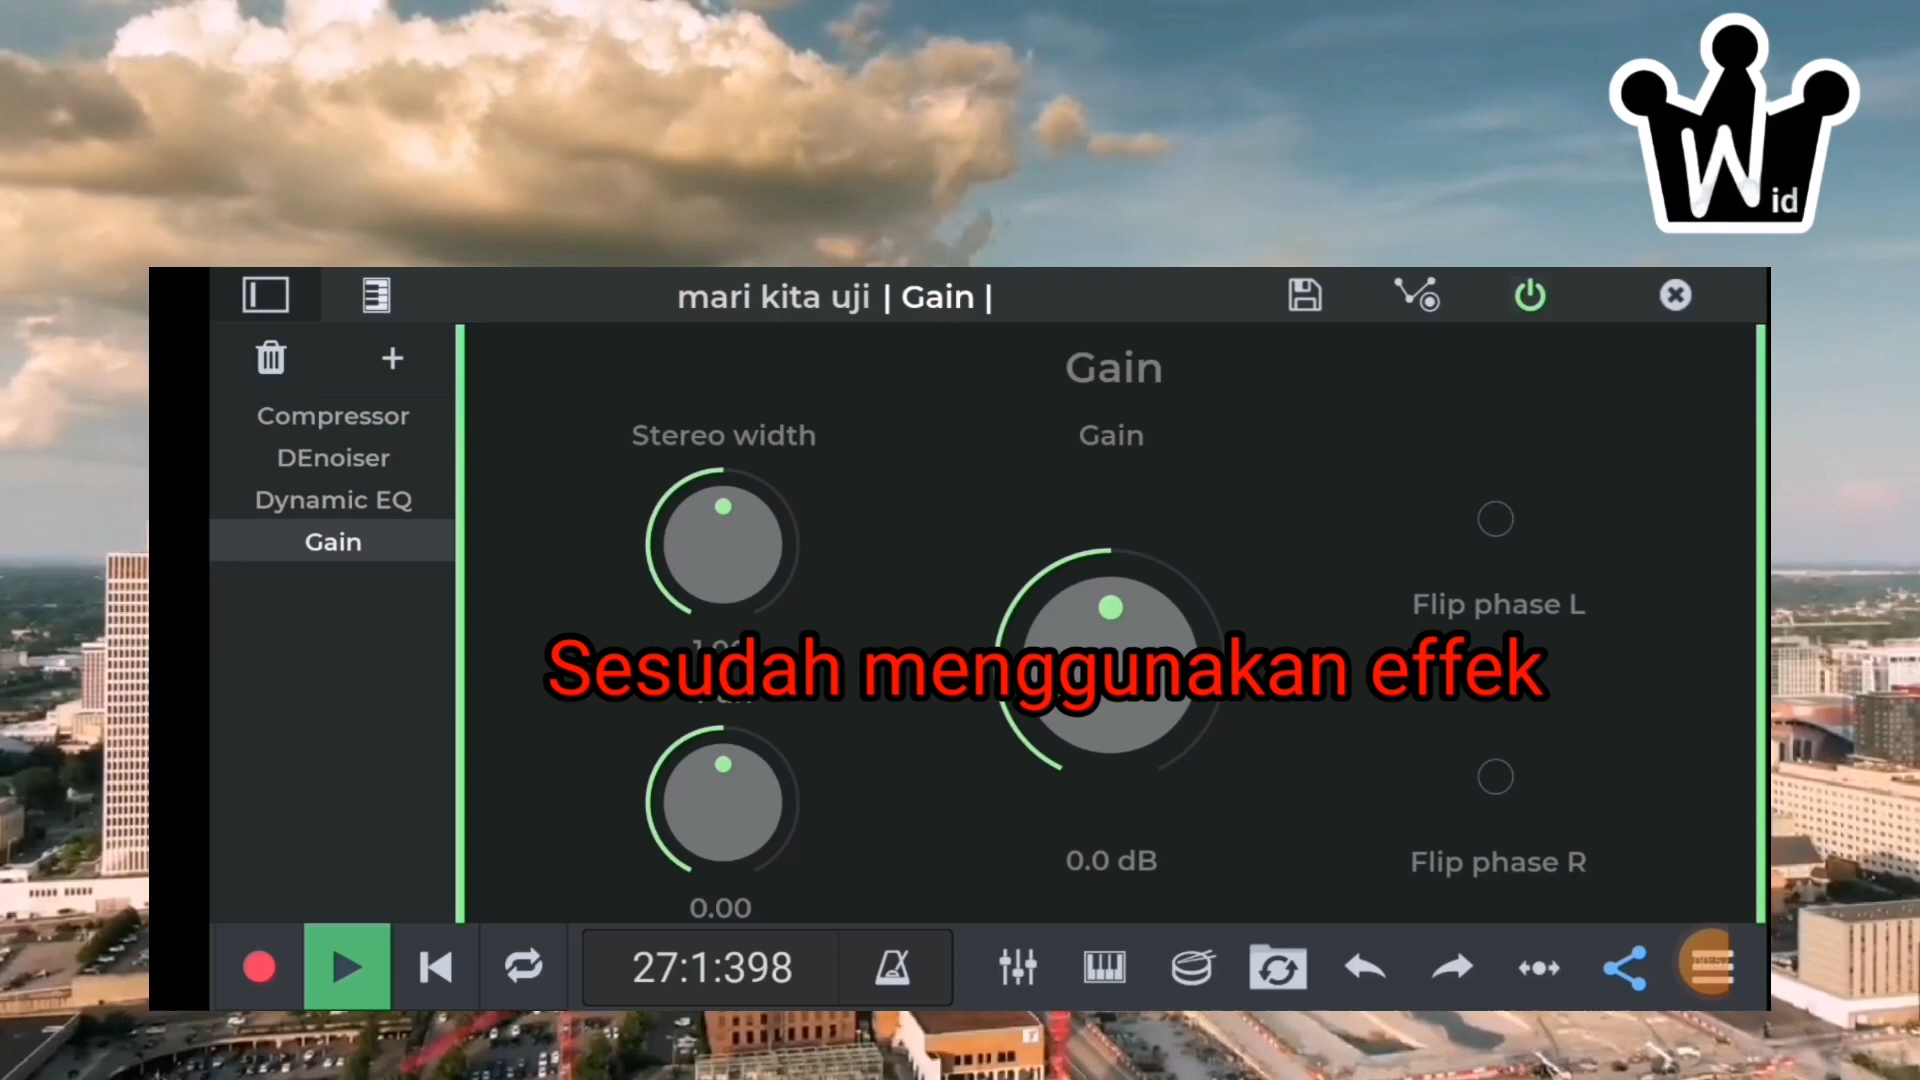 W id
mari kita uji | Gain |
Compressor
DEnoiser
Dynamic EQ
Gain
Gain
Stereo width
Gain
Flip phase L
Sesudah menggunakan effek
0.00
0.0 dB
Flip phase R
27:1:398